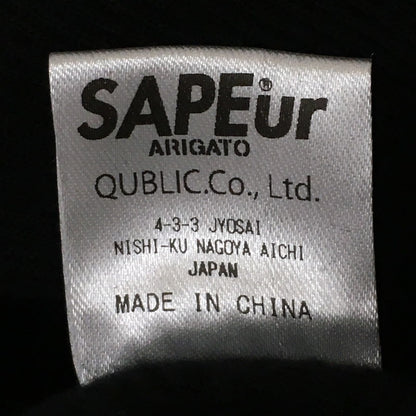 SAPEur®
ARIGATO
QUBLIC.Co., Ltd.
4-3-3 JYOSAI
NISHI-KU NAGOYA AICHI
JAPAN
MADE IN CHINA